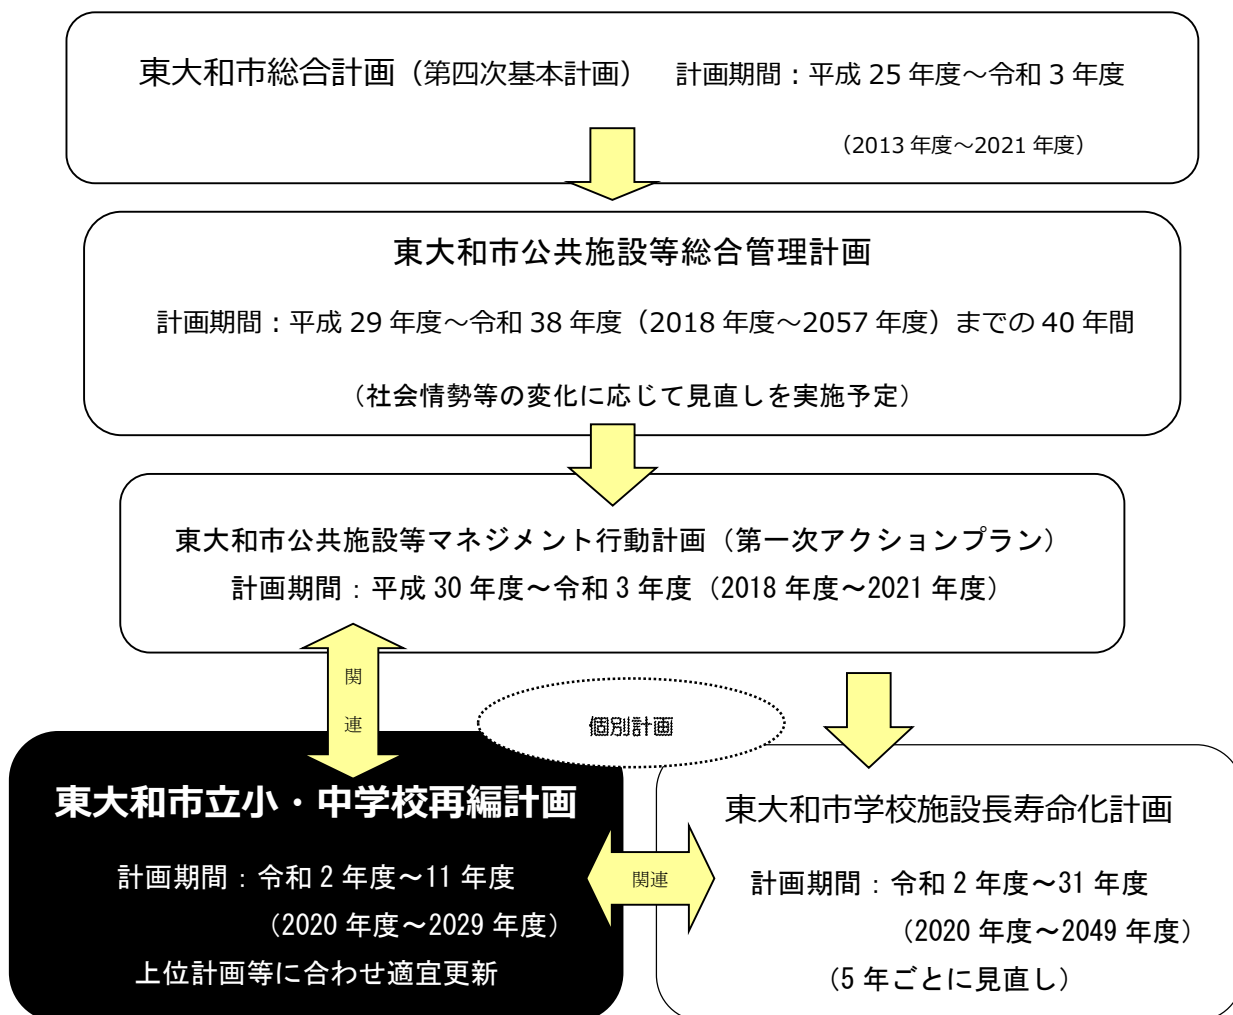 東大和市総合計画（第四次基本計画）　計画期間：平成 25 年度～令和 3 年度
（2013 年度～2021 年度）
東大和市公共施設等総合管理計画
計画期間：平成 29 年度～令和 38 年度（2018 年度～2057 年度）までの 40 年間
（社会情勢等の変化に応じて見直しを実施予定）
東大和市公共施設等マネジメント行動計画（第一次アクションプラン）
計画期間：平成 30 年度～令和 3 年度（2018 年度～2021 年度）
関
連
個別計画
東大和市立小・中学校再編計画
計画期間：令和 2 年度～11 年度
（2020 年度～2029 年度）
上位計画等に合わせ適宜更新
関連
東大和市学校施設長寿命化計画
計画期間：令和 2 年度～31 年度
（2020 年度～2049 年度）
（5 年ごとに見直し）